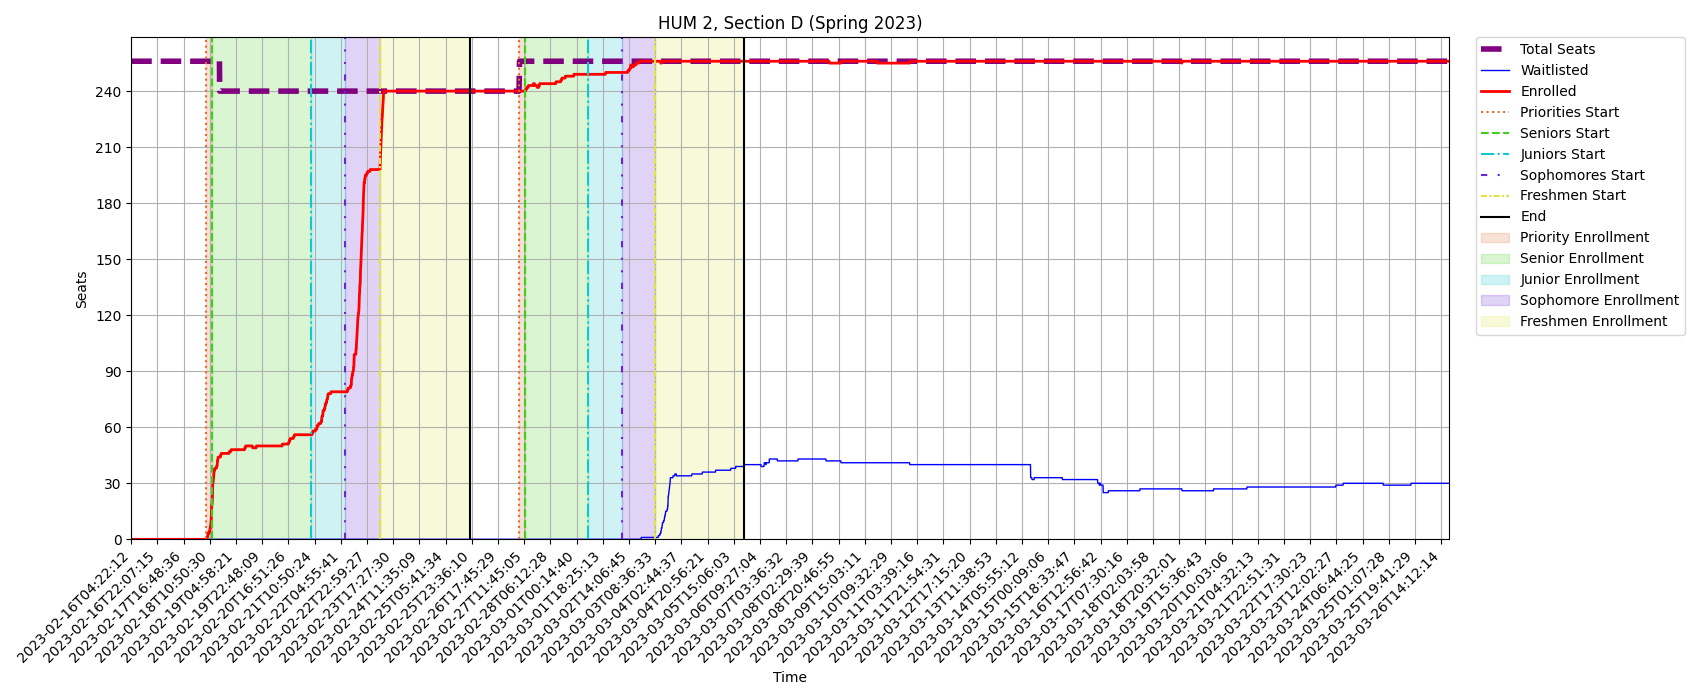 HUM 2, Section D (Spring 2023)
Seats
240
210
180
150
120
90
60
30
0
2023-02-16T04:22:12
2023-02-16T22:07:15
2023-02-17T16:48:36
2023-02-18T10:50:30
2023-02-19T04:58:21
2023-02-19T22:48:09
2023-02-20T16:51:26
2023-02-21T10:50:24
2023-02-22T04:55:41
2023-02-22T22:59:27
2023-02-23T17:27:30
2023-02-24T11:35:09
2023-02-25T05:41:34
2023-02-25T23:36:10
2023-02-26T17:45:29
2023-02-27T11:45:05
2023-02-28T06:12:28
2023-03-01T00:14:40
2023-03-01T18:25:13
2023-03-02T14:06:45
2023-03-03T08:36:33
2023-03-04T02:44:37
2023-03-04T20:56:21
2023-03-05T15:06:03
2023-03-06T09:27:04
2023-03-07T03:36:32
2023-03-08T02:29:39
2023-03-08T20:46:55
2023-03-09T15:03:11
2023-03-10T09:32:29
2023-03-11T03:39:16
2023-03-11T21:54:31
2023-03-12T17:15:20
2023-03-13T11:38:53
2023-03-14T05:55:12
2023-03-15T00:09:06
2023-03-15T18:33:47
2023-03-16T12:56:42
2023-03-17T07:30:16
2023-03-18T02:03:58
2023-03-18T20:32:01
2023-03-19T15:36:43
2023-03-20T10:03:06
2023-03-21T04:32:13
2023-03-21T22:51:31
2023-03-22T17:30:23
2023-03-23T12:02:27
2023-03-24T06:44:25
2023-03-25T01:07:28
2023-03-25T19:41:29
2023-03-26T14:12:14
Time
Total Seats
Waitlisted
Enrolled
Priorities Start
Seniors Start
Juniors Start
Sophomores Start
Freshmen Start
End
Priority Enrollment
Senior Enrollment
Junior Enrollment
Sophomore Enrollment
Freshmen Enrollment